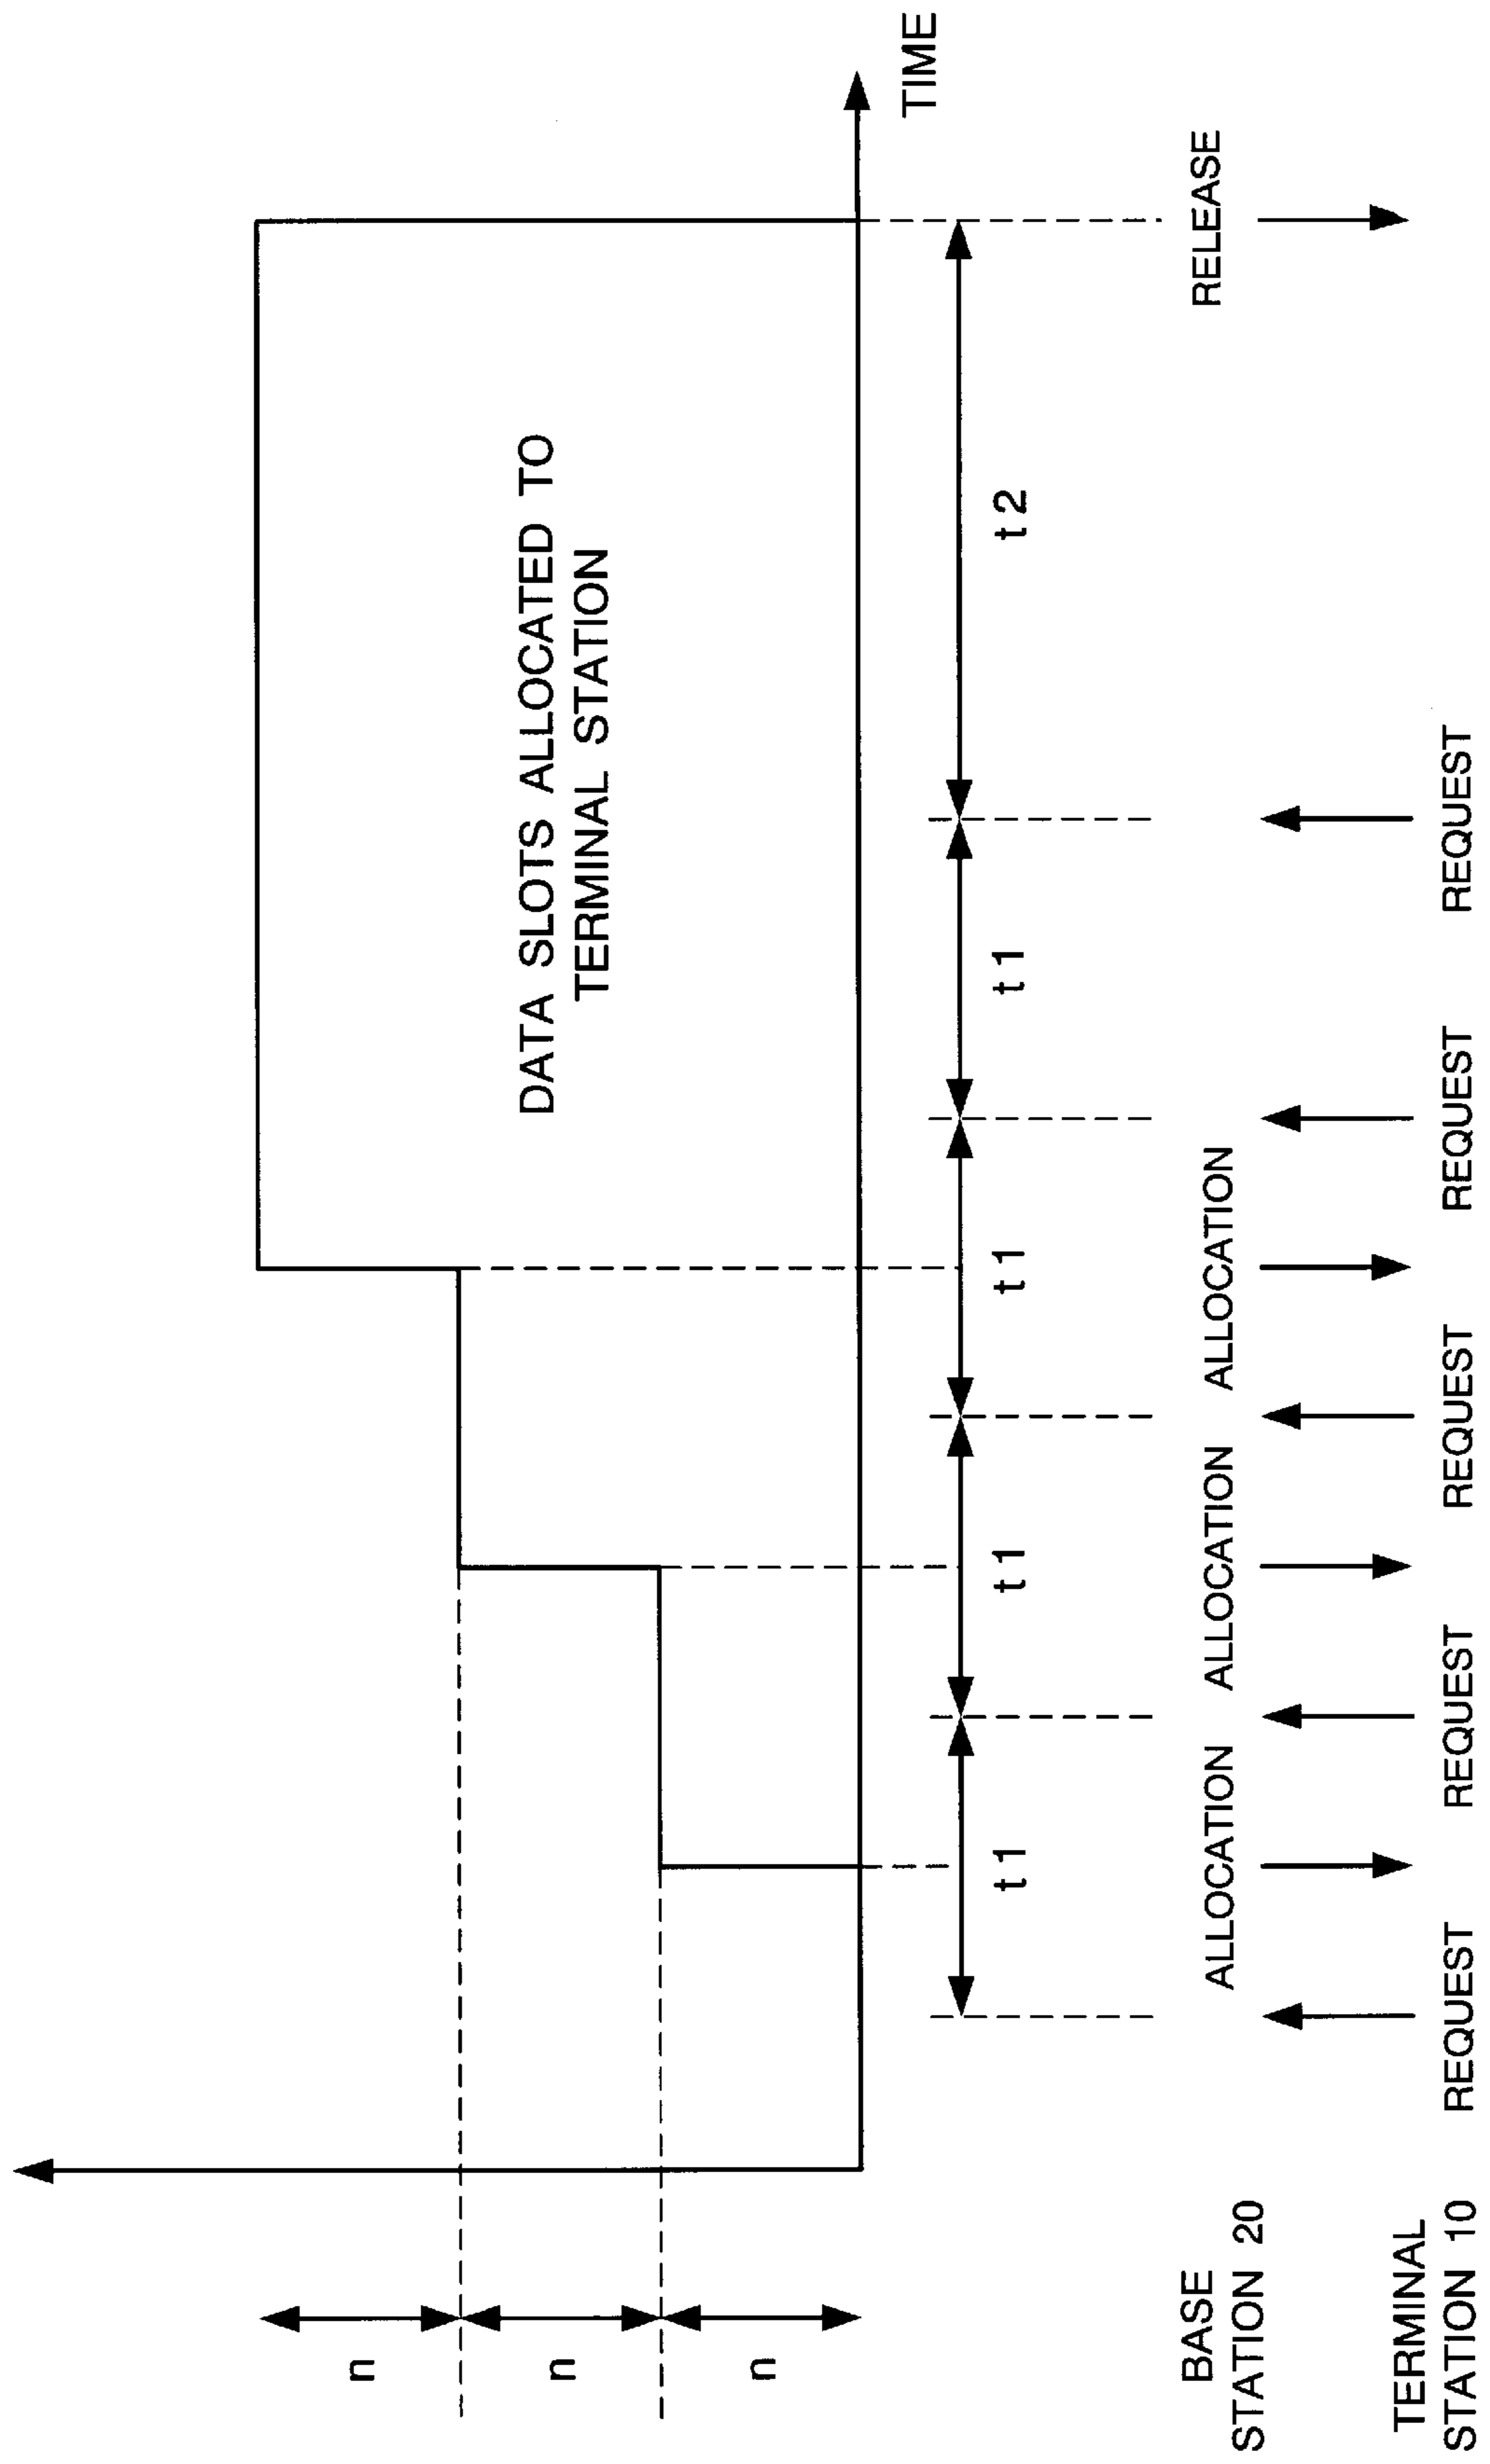 n
n
n
DATA SLOTS ALLOCATED TO
TERMINAL STATION
TIME
t1
t1
t1
t1
t1
t2
BASE
STATION 20
ALLOCATION
ALLOCATION
ALLOCATION
RELEASE
TERMINAL
STATION 10
REQUEST
REQUEST
REQUEST
REQUEST
REQUEST